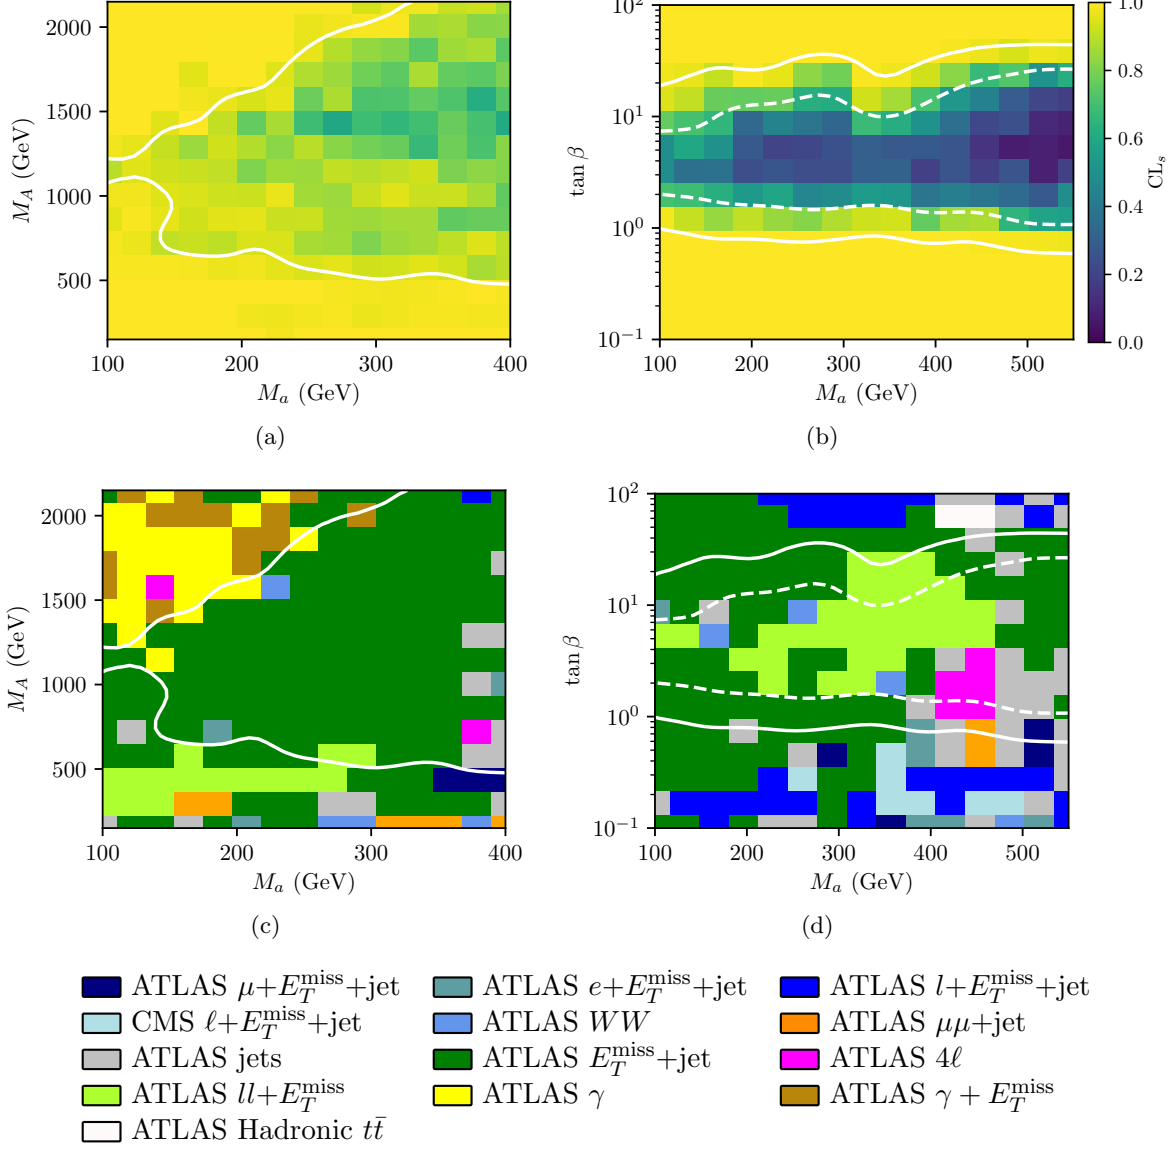 2000
1500
1000
500
M_A (GeV)
100 200 300 400
M_a (GeV)
(a)
10^2
10^1
10^0
10^{-1}
tan β
100 200 300 400 500
M_a (GeV)
(b)
1.0
0.8
0.6
0.4
0.2
0.0
CL_s
2000
1500
1000
500
M_A (GeV)
100 200 300 400
M_a (GeV)
(c)
10^2
10^1
10^0
10^{-1}
tan β
100 200 300 400 500
M_a (GeV)
(d)
ATLAS μ+E_T^{miss}+jet ATLAS e+E_T^{miss}+jet ATLAS l+E_T^{miss}+jet
CMS ℓ+E_T^{miss}+jet ATLAS WW ATLAS μμ+jet
ATLAS jets ATLAS E_T^{miss}+jet ATLAS 4ℓ
ATLAS ll+E_T^{miss} ATLAS γ ATLAS γ + E_T^{miss}
ATLAS Hadronic tt̄